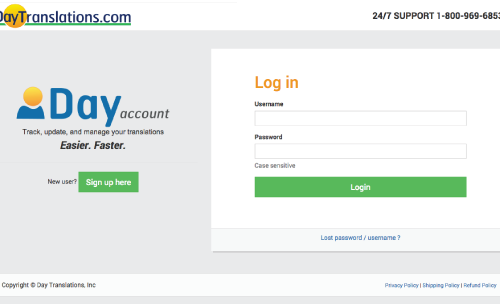 DayTranslations.com
24/7 SUPPORT 1-800-969-6853
Day account
Track, update, and manage your translations
Easier. Faster.
New user? Sign up here
Log in
Username
Password
Case sensitive
Login
Lost password / username ?
Copyright © Day Translations, Inc
Privacy Policy | Shipping Policy | Refund Policy